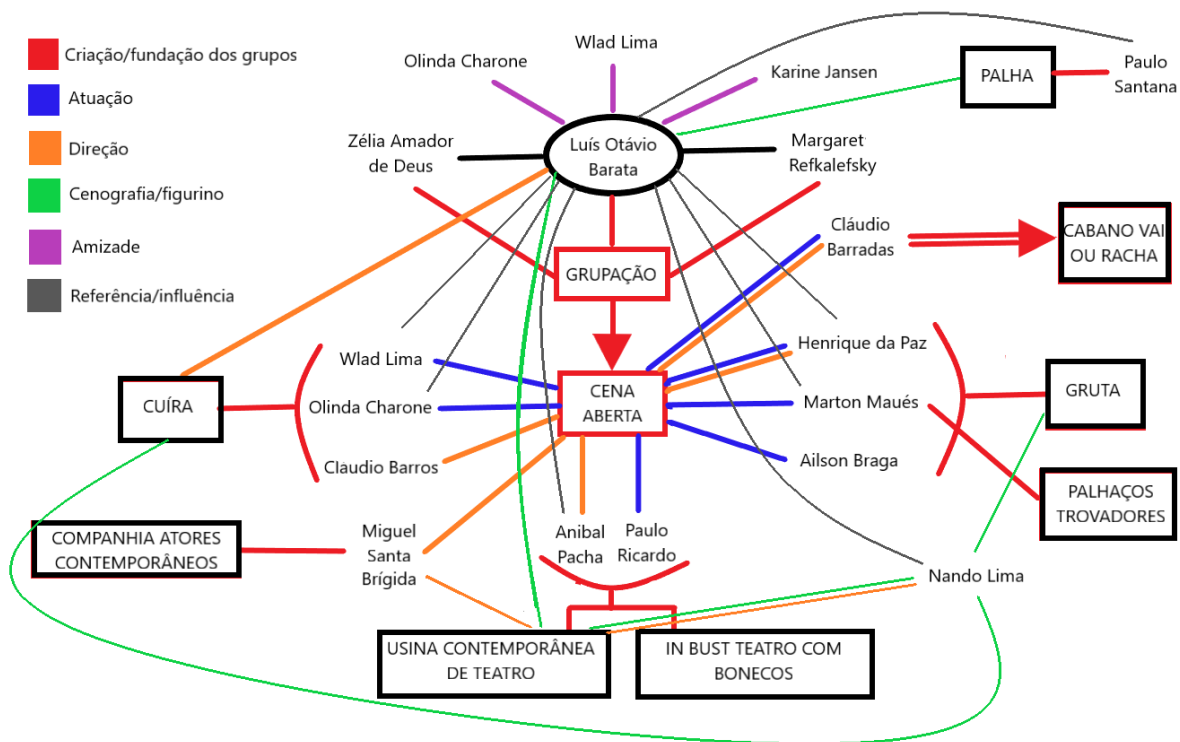 Criação/fundação dos grupos
Atuação
Direção
Cenografia/figurino
Amizade
Referência/influência
Wlad Lima
Olinda Charone
Karine Jansen
PALHA
Paulo
Santana
Zélia Amador
de Deus
Luís Otávio
Barata
Margaret
Refkalefsky
GRUPAÇÃO
Cláudio
Barradas
CABANO VAI
OU RACHA
Wlad Lima
Olinda Charone
Claudio Barros
CUÍRA
CENA
ABERTA
Henrique da Paz
Marton Maués
Ailson Braga
GRUTA
PALHAÇOS
TROVADORES
COMPANHIA ATORES
CONTEMPORÂNEOS
Miguel
Santa
Brígida
Anibal
Pacha
Paulo
Ricardo
Nando Lima
USINA CONTEMPORÂNEA
DE TEATRO
IN BUST TEATRO COM
BONECOS